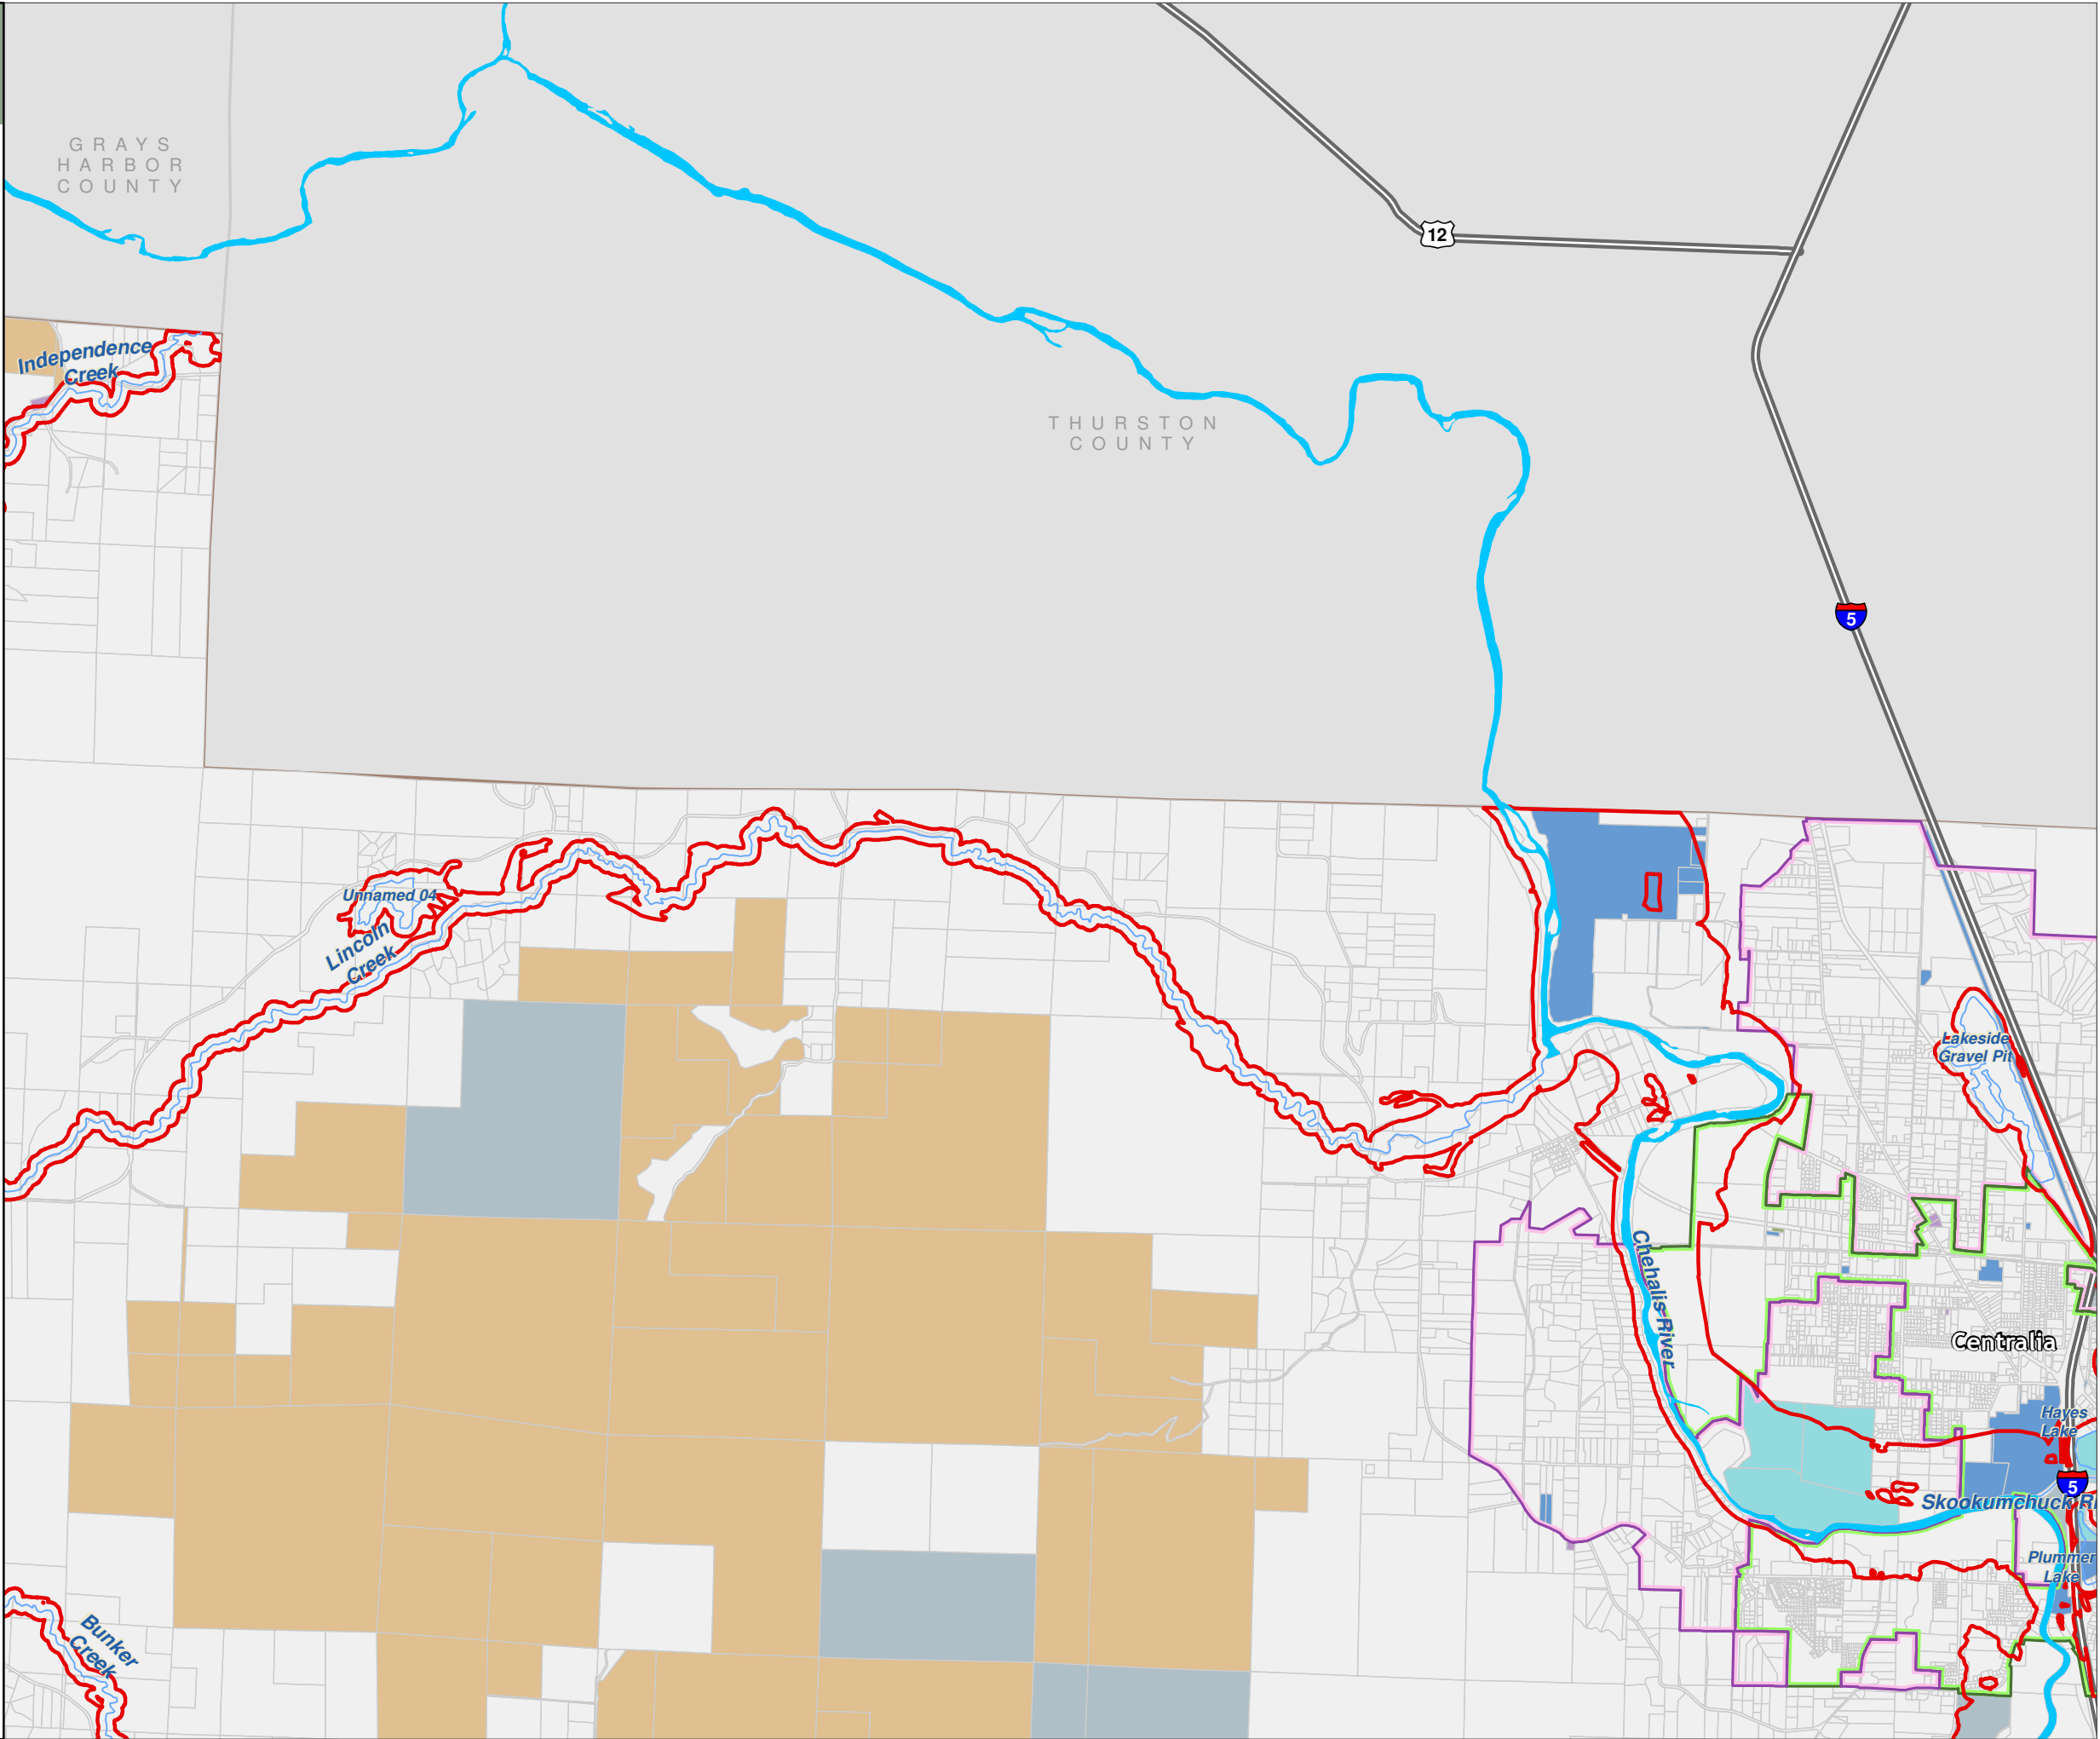 GRAYS
HARBOR
COUNTY
12
Independence
Creek
THURSTON
COUNTY
5
Unnamed 04
Lincoln
Creek
Lakeside
Gravel Pit
Chehalis River
Centralia
Hayes
Lake
5
Skookumchuck Ri
Plummer
Lake
Bunker
Creek